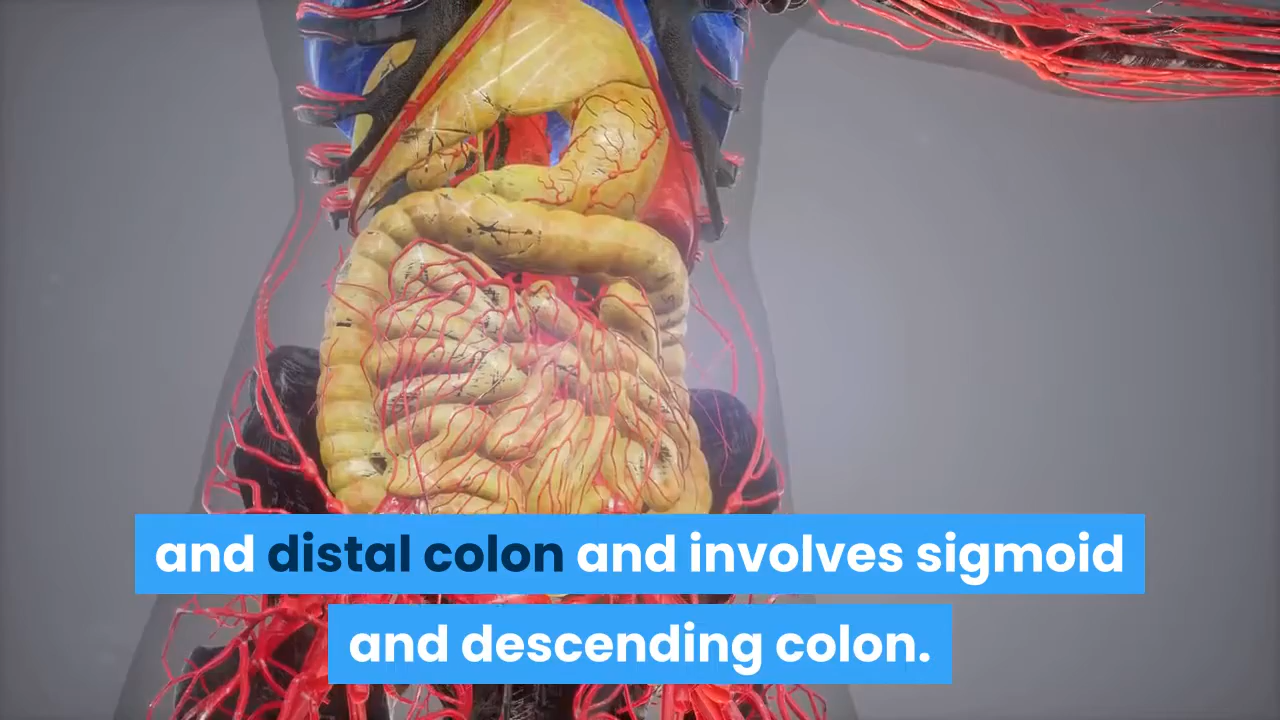 and distal colon and involves sigmoid
and descending colon.